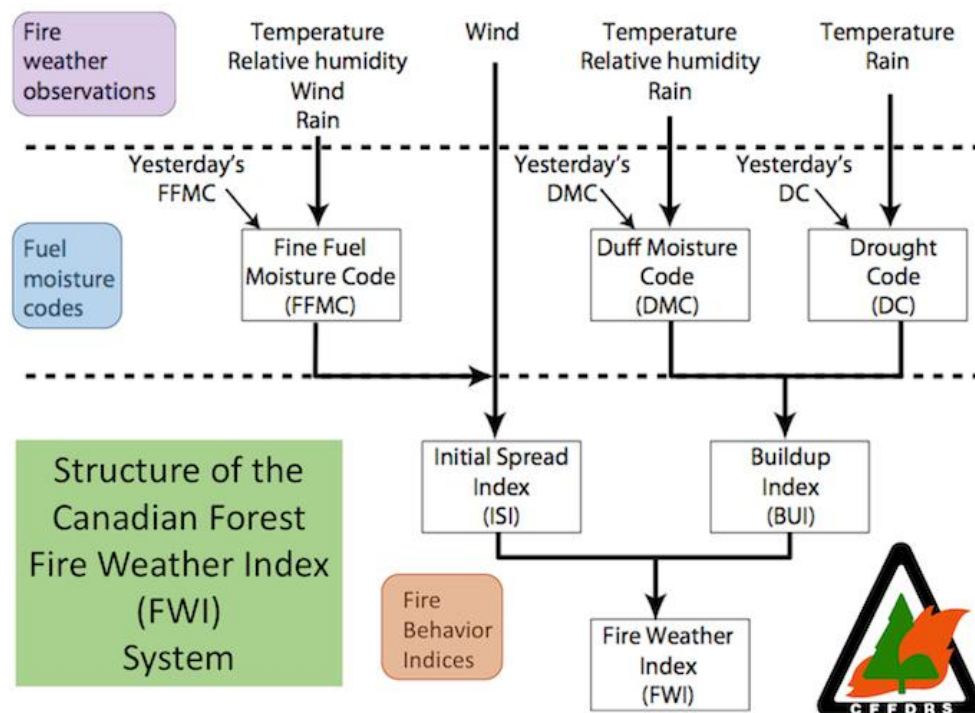 Fire
weather
observations
Temperature
Relative humidity
Wind
Rain
Wind
Temperature
Relative humidity
Rain
Temperature
Rain
Yesterday's
FFMC
Yesterday's
DMC
Yesterday's
DC
Fuel
moisture
codes
Fine Fuel
Moisture Code
(FFMC)
Duff Moisture
Code
(DMC)
Drought
Code
(DC)
Structure of the
Canadian Forest
Fire Weather Index
(FWI)
System
Initial Spread
Index
(ISI)
Buildup
Index
(BUI)
Fire
Behavior
Indices
Fire Weather
Index
(FWI)
CFFDRS